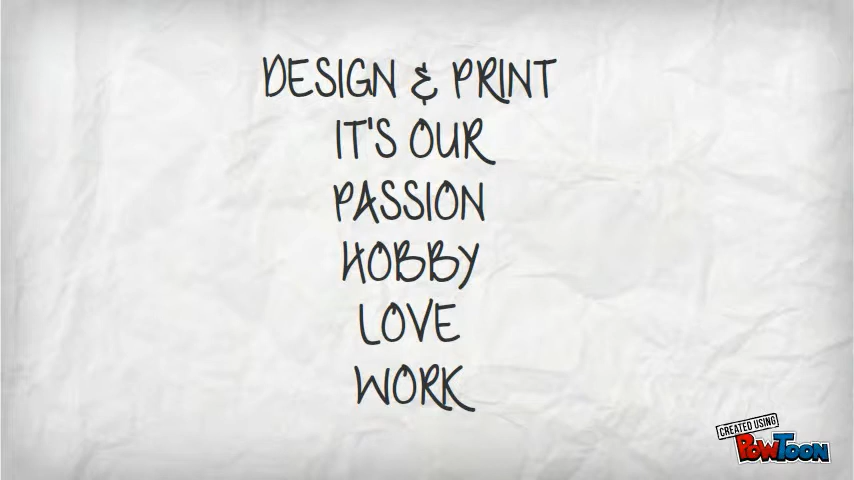 DESIGN & PRINT
IT'S OUR
PASSION
HOBBY
LOVE
WORK
CREATED USING
POWTOON